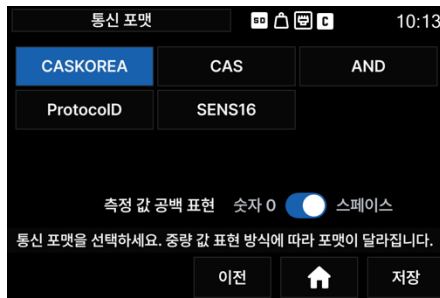 통신 포맷 SD C 10:13
CASKOREA CAS AND
ProtocolD SENS16
측정 값 공백 표현 숫자 0 스페이스
통신 포맷을 선택하세요. 중량 값 표현 방식에 따라 포맷이 달라집니다.
이전 저장